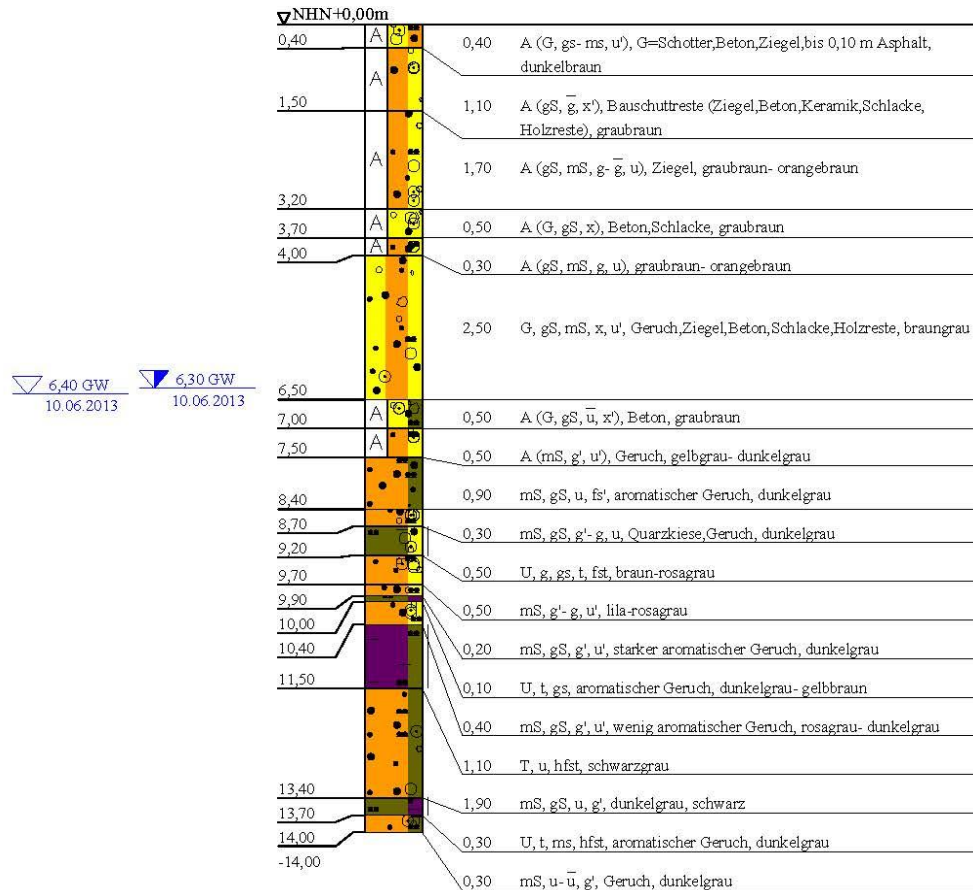 NHN+0,00m
0,40 A 0,40 A (G, gs- ms, u'), G=Schotter,Beton,Ziegel,bis 0,10 m Asphalt,
dunkelbraun
A
1,50 1,10 A (gS, g̅, x'), Bauschuttreste (Ziegel,Beton,Keramik,Schlacke,
Holzreste), graubraun
A 1,70 A (gS, mS, g- g̅, u), Ziegel, graubraun- orangebraun
3,20
3,70 A 0,50 A (G, gS, x), Beton,Schlacke, graubraun
A
4,00 0,30 A (gS, mS, g, u), graubraun- orangebraun
2,50 G, gS, mS, x, u', Geruch,Ziegel,Beton,Schlacke,Holzreste, braungrau
6,40 GW
10.06.2013
6,30 GW
10.06.2013
6,50
7,00 A 0,50 A (G, gS, u̅, x'), Beton, graubraun
7,50 A 0,50 A (mS, g', u'), Geruch, gelbgrau- dunkelgrau
8,40 0,90 mS, gS, u, fs', aromatischer Geruch, dunkelgrau
8,70 0,30 mS, gS, g'- g, u, Quarzkiese,Geruch, dunkelgrau
9,20 0,50 U, g, gs, t, fst, braun-rosagrau
9,70 0,50 mS, g'- g, u', lila-rosagrau
9,90 0,20 mS, gS, g', u', starker aromatischer Geruch, dunkelgrau
10,00 0,10 U, t, gs, aromatischer Geruch, dunkelgrau- gelbbraun
10,40 0,40 mS, gS, g', u', wenig aromatischer Geruch, rosagrau- dunkelgrau
11,50 1,10 T, u, hfst, schwarzgrau
13,40 1,90 mS, gS, u, g', dunkelgrau, schwarz
13,70 0,30 U, t, ms, hfst, aromatischer Geruch, dunkelgrau
14,00 0,30 mS, u- u̅, g', Geruch, dunkelgrau
-14,00